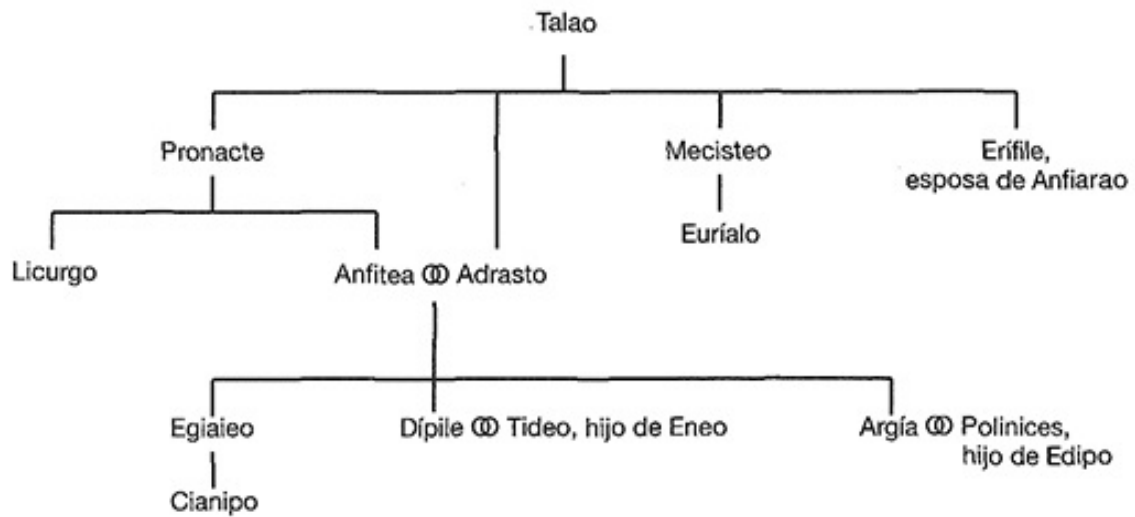 Talao
Pronacte
Mecisteo
Erífile,
esposa de Anfiarao
Euríalo
Licurgo
Anfitea ⚭ Adrasto
Egialeo
Dípile ⚭ Tideo, hijo de Eneo
Argía ⚭ Polinices,
hijo de Edipo
Cianipo